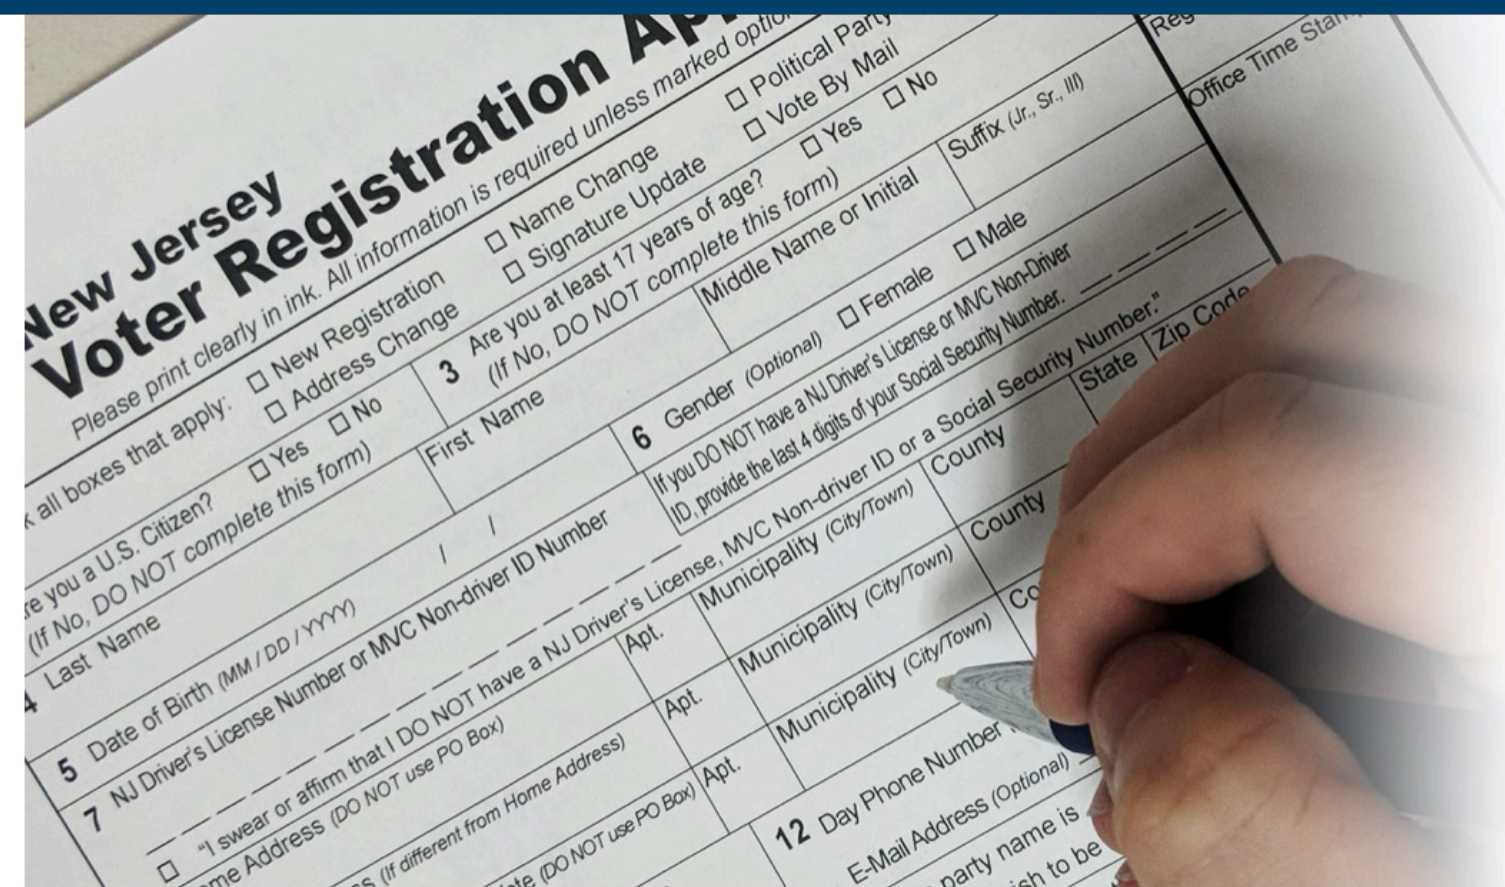 New Jersey
Voter Registration
Please print clearly in ink. All information is required unless marked
all boxes that apply:
☐ New Registration
☐ Address Change
☐ Name Change
☐ Signature Update
☐ Political Party
☐ Vote By Mail
you a U.S. Citizen? ☐ Yes ☐ No
(If No, DO NOT complete this form)
3 Are you at least 17 years of age? ☐ Yes ☐ No
(If No, DO NOT complete this form)
Office Time
Last Name
First Name
Middle Name or Initial
Suffix (Jr., Sr., III)
5 Date of Birth (MM / DD / YYYY) / /
6 Gender (Optional) ☐ Female ☐ Male
7 NJ Driver's License Number or MVC Non-driver ID Number
If you DO NOT have a NJ Driver's License or MVC Non-Driver
ID, provide the last 4 digits of your Social Security Number.
☐ "I swear or affirm that I DO NOT have a NJ Driver's License, MVC Non-driver ID or a Social Security Number."
Address (DO NOT use PO Box)
Apt.
Municipality (City/Town)
County
State
Zip Code
(If different from Home Address)
Apt.
Municipality (City/Town)
County
(DO NOT use PO Box)
Apt.
Municipality (City/Town)
12 Day Phone Number
E-Mail Address (Optional)
party name is
to be